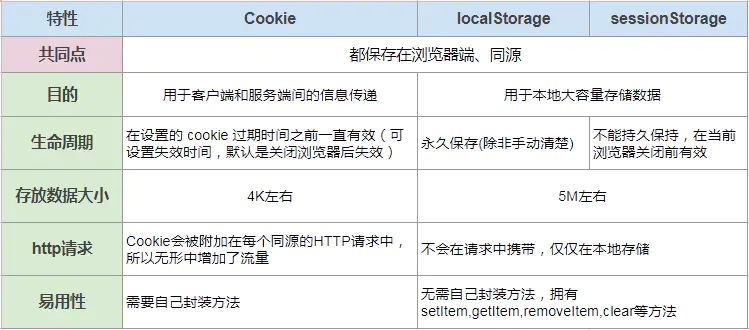 特性 Cookie localStorage sessionStorage
共同点 都保存在浏览器端、同源
目的 用于客户端和服务端间的信息传递 用于本地大容量存储数据
生命周期
在设置的 cookie 过期时间之前一直有效（可
设置失效时间，默认是关闭浏览器后失效）
永久保存(除非手动清楚)
不能持久保持，在当前
浏览器关闭前有效
存放数据大小 4K左右 5M左右
http请求
Cookie会被附加在每个同源的HTTP请求中，
所以无形中增加了流量
不会在请求中携带，仅仅在本地存储
易用性 需要自己封装方法
无需自己封装方法，拥有
setItem,getItem,removeItem,clear等方法